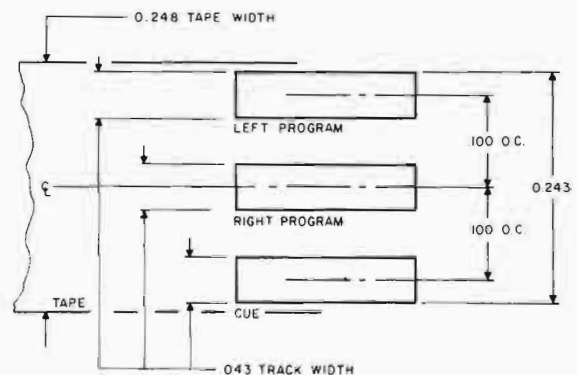 0.248 TAPE WIDTH
LEFT PROGRAM
100 O.C.
℄
0.243
RIGHT PROGRAM
100 O.C.
TAPE
CUE
.043 TRACK WIDTH